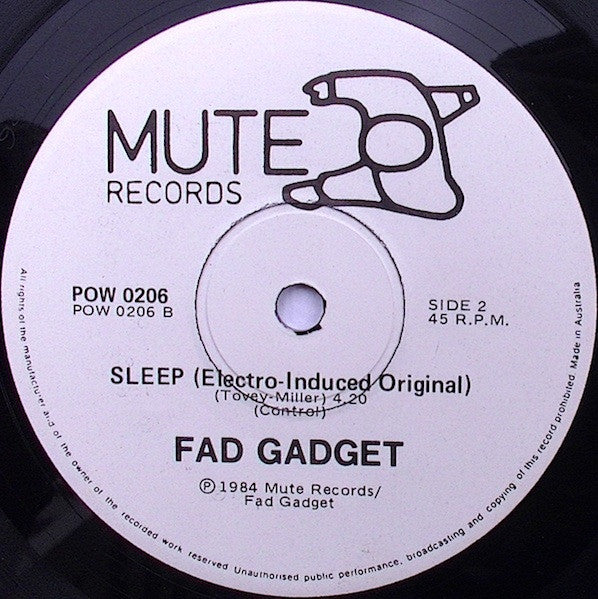 MUTE
RECORDS
POW 0206
POW 0206 B
SIDE 2
45 R.P.M.
SLEEP (Electro-Induced Original)
(Tovey-Miller) 4.20
(Control)
FAD GADGET
℗ 1984 Mute Records/
Fad Gadget
All rights of the manufacturer and of the owner of the recorded work reserved Unauthorised public performance, broadcasting and copying of this record prohibited. Made in Australia